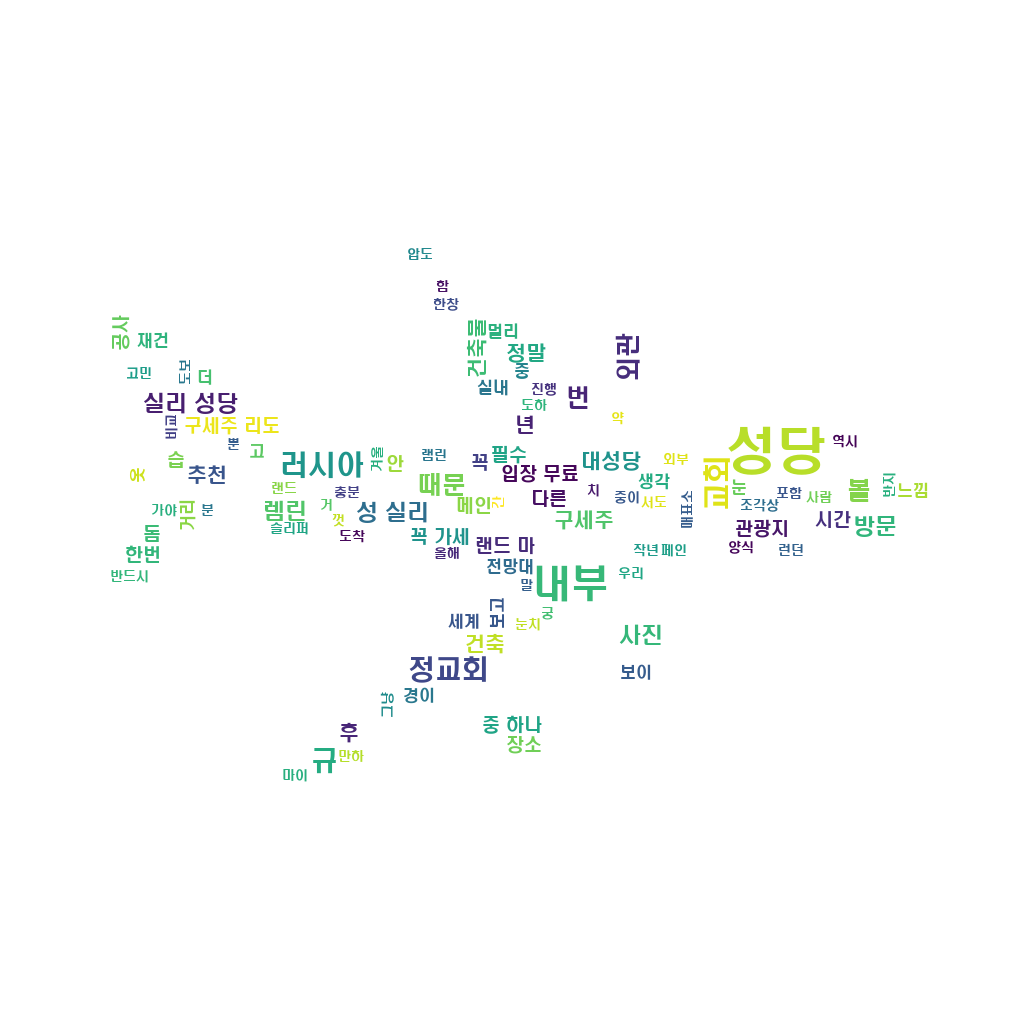 압도
함
한창
공사
재건
건축물
멀리
정말
외관
고민
도보
더
중
실내
진행
번
실리 성당
도하
비교
구세주 리도
년
약
뿐
고
성당
역시
습
러시아
겨울
안
램린
꼭
필수
대성당
외부
옷
추천
때문
입장 무료
생각
교회
눈
랜드
충분
치
포함
볼
반지
느낌
거리
분
가야
렘린
거
껏
성 실리
메인
친
다른
중이
서도
매표소
조각상
사람
슬리퍼
구세주
시간
방문
돔
도착
꼭 가세
관광지
한번
올해
랜드 마
작년
페인
양식
런던
반드시
전망대
말
내부
우리
세계
퍼고
눈치
궁
건축
사진
정교회
보이
그냥
경이
후
중 하나
장소
규
만하
마이